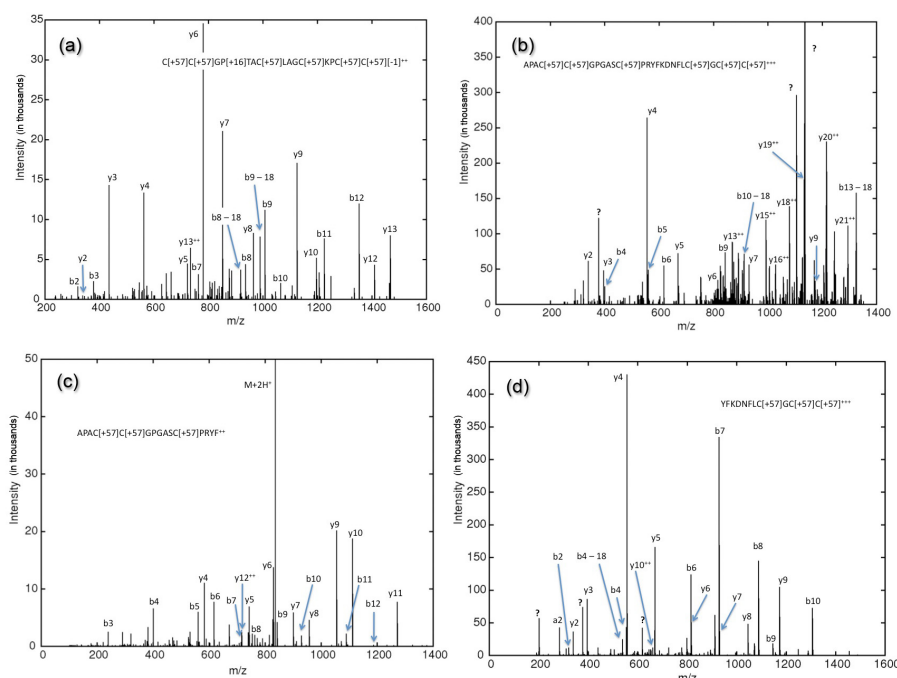 (a)
y6
C[+57]C[+57]GP[+16]TAC[+57]LAGC[+57]KPC[+57]C[+57][-1]++
y7
y9
y3
y4
b9 – 18
b9
b12
b8 – 18
y8
y13
y13++
b11
y10
y12
y2
y5
b7
b8
b2
b3
b10
35
30
25
20
15
10
5
0
200
400
600
800
1000
1200
1400
1600
Intensity (in thousands)
m/z
(b)
?
APAC[+57]C[+57]GPGASC[+57]PRYFKDNFLC[+57]GC[+57]C[+57]+++
?
y4
y19++
y20++
?
b10 – 18
b13 – 18
y18++
y15++
y21++
y13++
b4
b5
y9
y2
y3
b6
y5
y7
y16++
y6
b9
400
350
300
250
200
150
100
50
0
0
200
400
600
800
1000
1200
1400
Intensity (in thousands)
m/z
(c)
M+2H+
APAC[+57]C[+57]GPGASC[+57]PRYF++
y9
y10
y6
y4
y12++
b10
b11
b4
b6
b7
y5
b12
y11
b3
b5
b8
b9
y7
y8
50
40
30
20
10
0
0
200
400
600
800
1000
1200
1400
Intensity (in thousands)
m/z
(d)
y4
YFKDNFLC[+57]GC[+57]C[+57]+++
b7
y5
b8
b4 – 18
y10++
b2
b6
y9
y3
b4
y6
y7
b10
?
?
?
a2
y2
y8
b9
450
400
350
300
250
200
150
100
50
0
0
200
400
600
800
1000
1200
1400
1600
Intensity (in thousands)
m/z